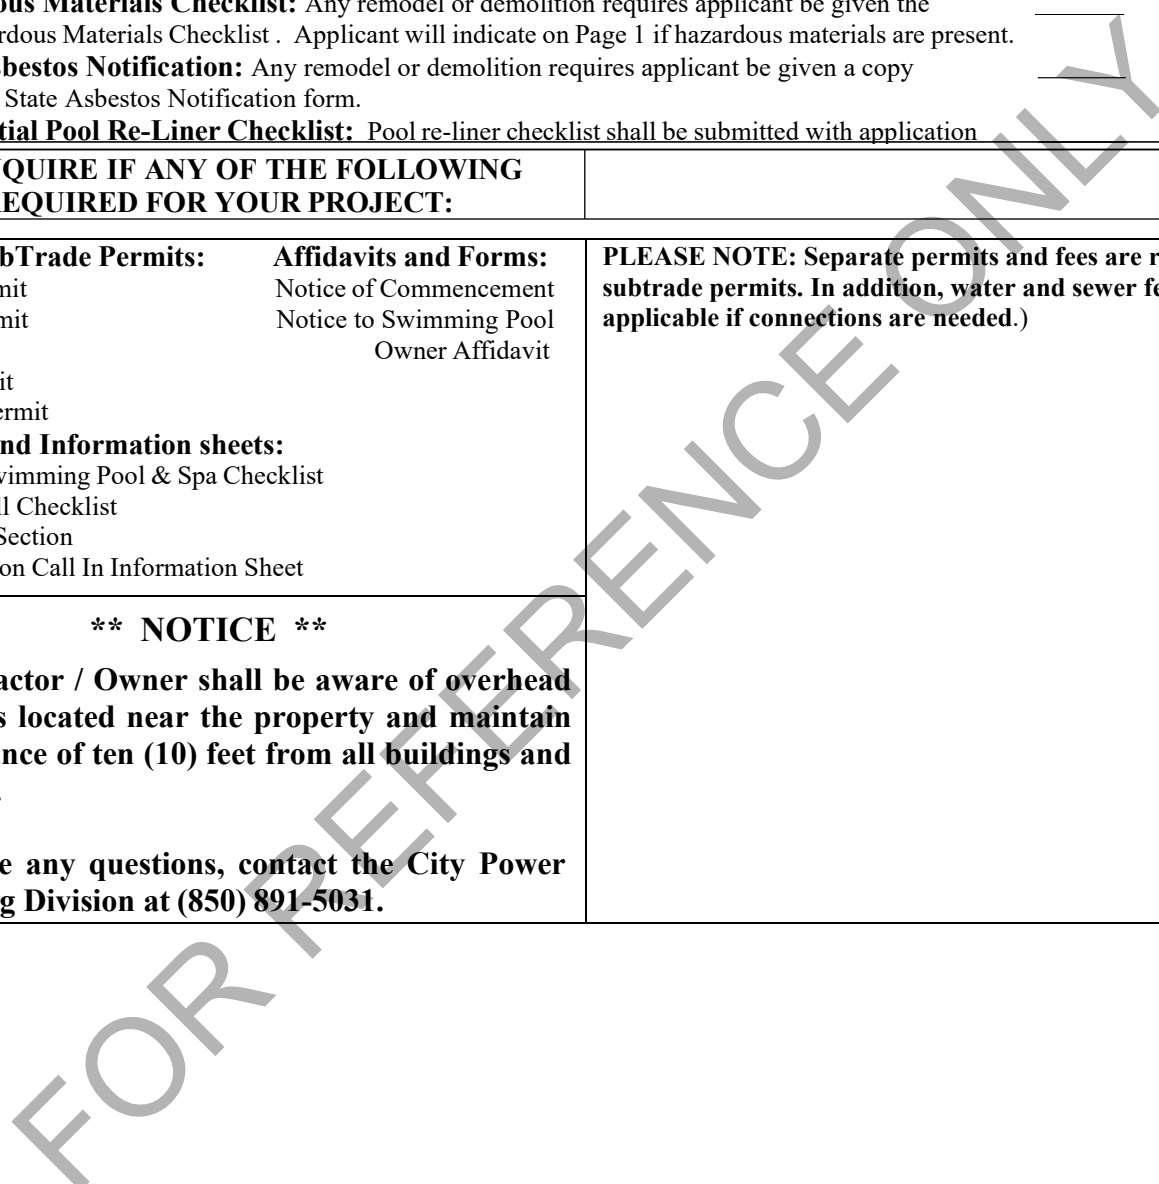 ous Materials Checklist: Any remodel or demolition requires applicant be given the
rdous Materials Checklist . Applicant will indicate on Page 1 if hazardous materials are present.
sbestos Notification: Any remodel or demolition requires applicant be given a copy
State Asbestos Notification form.
tial Pool Re-Liner Checklist: Pool re-liner checklist shall be submitted with application
QUIRE IF ANY OF THE FOLLOWING
REQUIRED FOR YOUR PROJECT:
bTrade Permits: Affidavits and Forms:
mit Notice of Commencement
mit Notice to Swimming Pool
Owner Affidavit
it
ermit
nd Information sheets:
wimming Pool & Spa Checklist
ll Checklist
Section
on Call In Information Sheet
PLEASE NOTE: Separate permits and fees are r
subtrade permits. In addition, water and sewer fe
applicable if connections are needed.)
** NOTICE **
actor / Owner shall be aware of overhead
s located near the property and maintain
ance of ten (10) feet from all buildings and
.
e any questions, contact the City Power
g Division at (850) 891-5031.
FOR REFERENCE ONLY